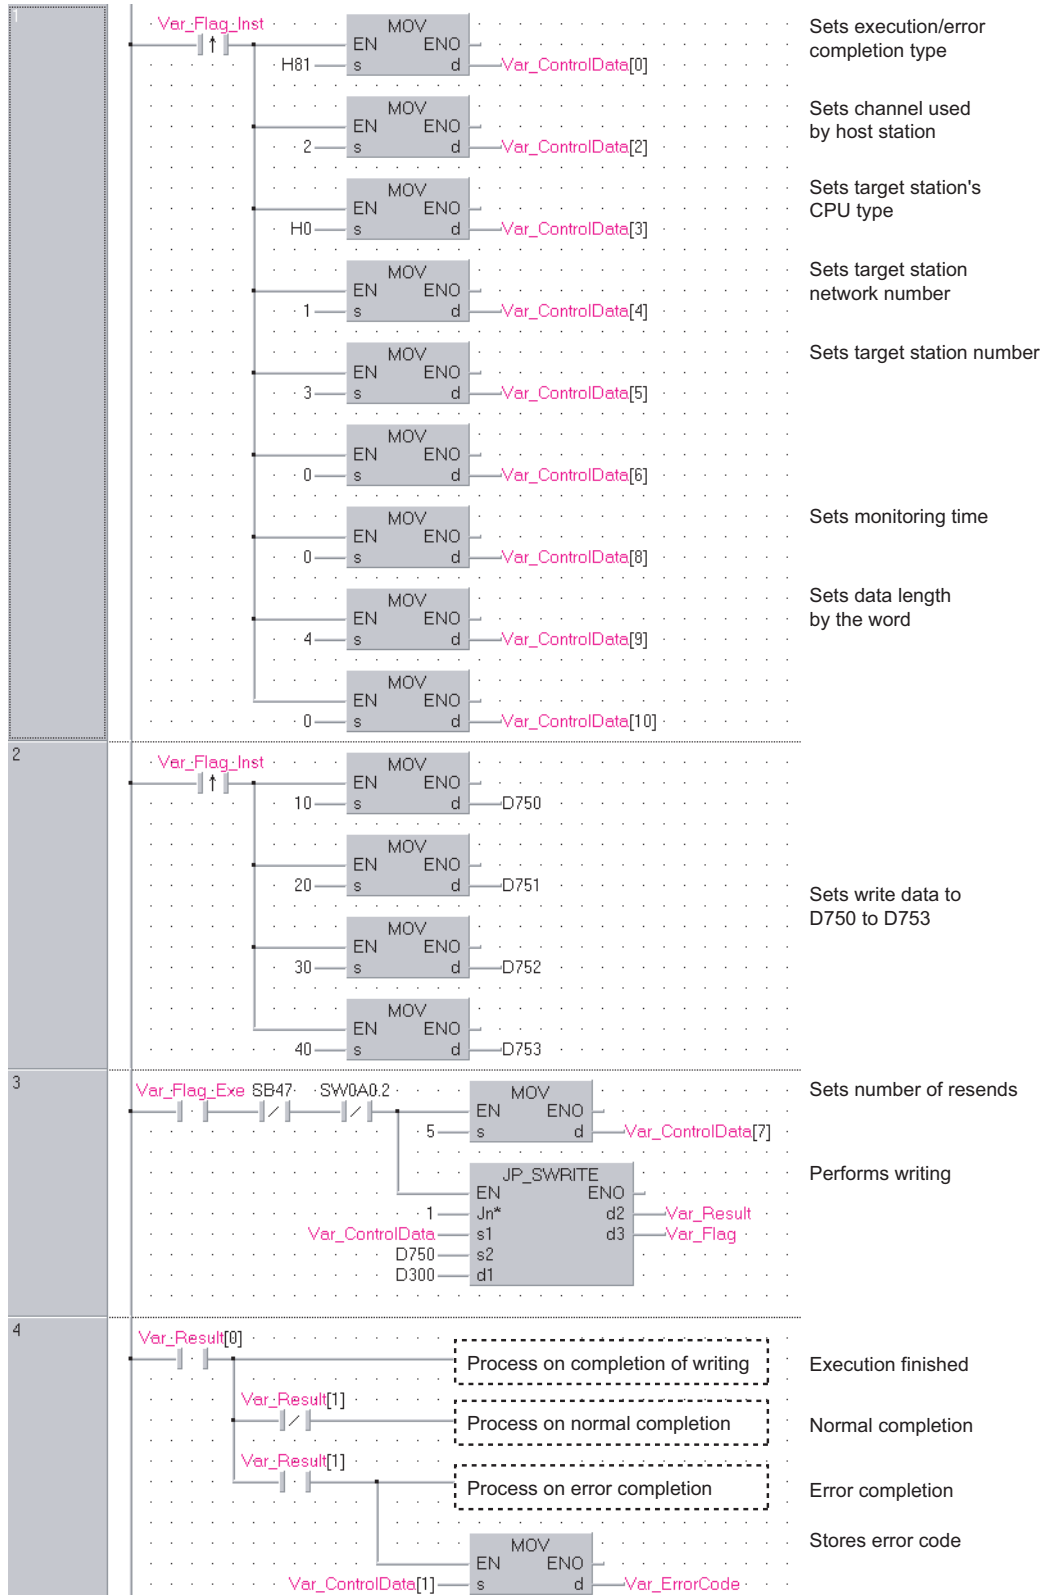 1
Var_Flag_Inst
MOV
EN ENO
H81 s d Var_ControlData[0]
Sets execution/error
completion type
MOV
EN ENO
2 s d Var_ControlData[2]
Sets channel used
by host station
MOV
EN ENO
H0 s d Var_ControlData[3]
Sets target station's
CPU type
MOV
EN ENO
1 s d Var_ControlData[4]
Sets target station
network number
MOV
EN ENO
3 s d Var_ControlData[5]
Sets target station number
MOV
EN ENO
0 s d Var_ControlData[6]
MOV
EN ENO
0 s d Var_ControlData[8]
Sets monitoring time
MOV
EN ENO
4 s d Var_ControlData[9]
Sets data length
by the word
MOV
EN ENO
0 s d Var_ControlData[10]
2
Var_Flag_Inst
MOV
EN ENO
10 s d D750
MOV
EN ENO
20 s d D751
Sets write data to
D750 to D753
MOV
EN ENO
30 s d D752
MOV
EN ENO
40 s d D753
3
Var_Flag_Exe SB47 SW0A0.2
MOV
EN ENO
5 s d Var_ControlData[7]
Sets number of resends
JP_SWRITE
EN ENO
1 Jn* d2 Var_Result
Var_ControlData s1 d3 Var_Flag
D750 s2
D300 d1
Performs writing
4
Var_Result[0]
Process on completion of writing
Execution finished
Var_Result[1]
Process on normal completion
Normal completion
Var_Result[1]
Process on error completion
Error completion
Stores error code
MOV
EN ENO
Var_ControlData[1] s d Var_ErrorCode